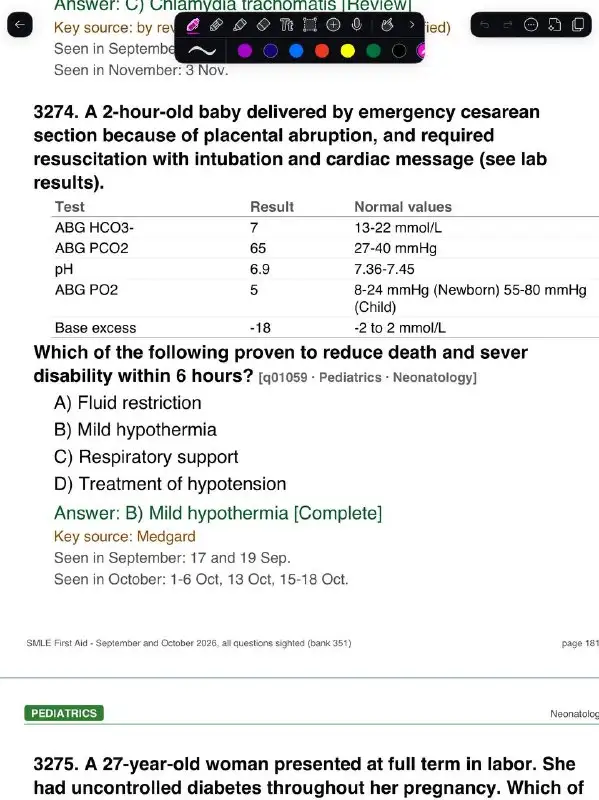 Answer: C) Chlamydia trachomatis [Review]
Key source: by rev
fied)
Seen in Septembe
Seen in November: 3 Nov.
3274. A 2-hour-old baby delivered by emergency cesarean
section because of placental abruption, and required
resuscitation with intubation and cardiac message (see lab
results).
Test Result Normal values
ABG HCO3- 7 13-22 mmol/L
ABG PCO2 65 27-40 mmHg
pH 6.9 7.36-7.45
ABG PO2 5 8-24 mmHg (Newborn) 55-80 mmHg
(Child)
Base excess -18 -2 to 2 mmol/L
Which of the following proven to reduce death and sever
disability within 6 hours? [q01059 · Pediatrics · Neonatology]
A) Fluid restriction
B) Mild hypothermia
C) Respiratory support
D) Treatment of hypotension
Answer: B) Mild hypothermia [Complete]
Key source: Medgard
Seen in September: 17 and 19 Sep.
Seen in October: 1-6 Oct, 13 Oct, 15-18 Oct.
SMLE First Aid - September and October 2026, all questions sighted (bank 351) page 181
PEDIATRICS Neonatolog
3275. A 27-year-old woman presented at full term in labor. She
had uncontrolled diabetes throughout her pregnancy. Which of